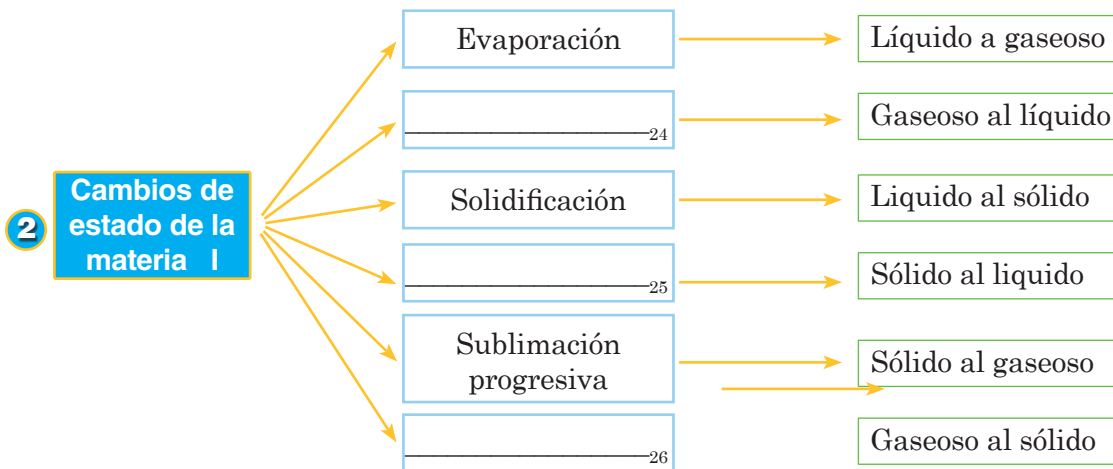 Evaporación
Líquido a gaseoso
24
Gaseoso al líquido
2
Cambios de
estado de la
materia I
Solidificación
Liquido al sólido
25
Sólido al liquido
Sublimación
progresiva
Sólido al gaseoso
26
Gaseoso al sólido